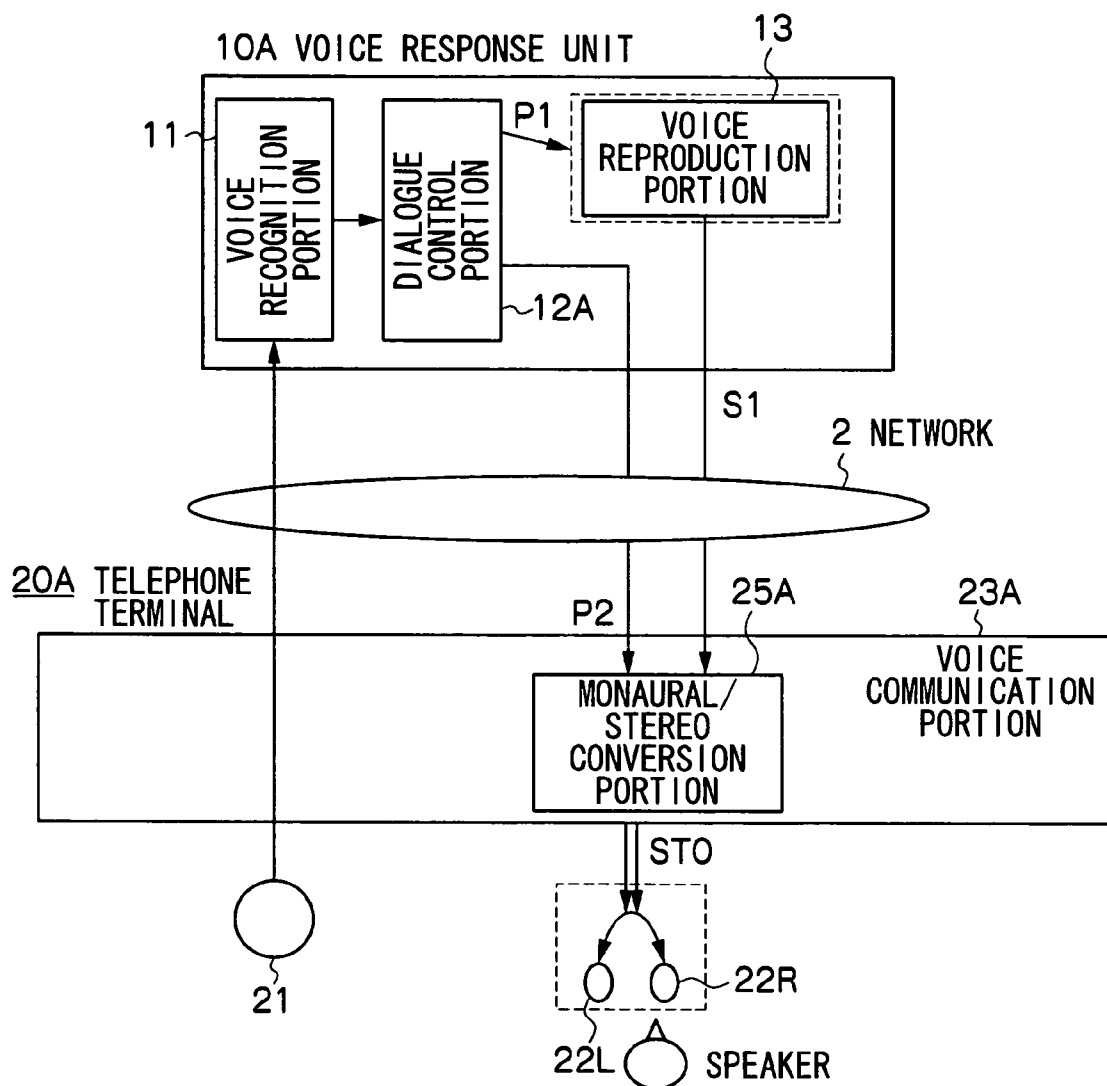 10A VOICE RESPONSE UNIT
13
11
VOICE
RECOGNITION
PORTION
DIALOGUE
CONTROL
PORTION
P1
VOICE
REPRODUCTION
PORTION
12A
S1
2 NETWORK
20A TELEPHONE
TERMINAL
P2
25A
23A
MONAURAL
STEREO
CONVERSION
PORTION
VOICE
COMMUNICATION
PORTION
STO
21
22R
22L
SPEAKER